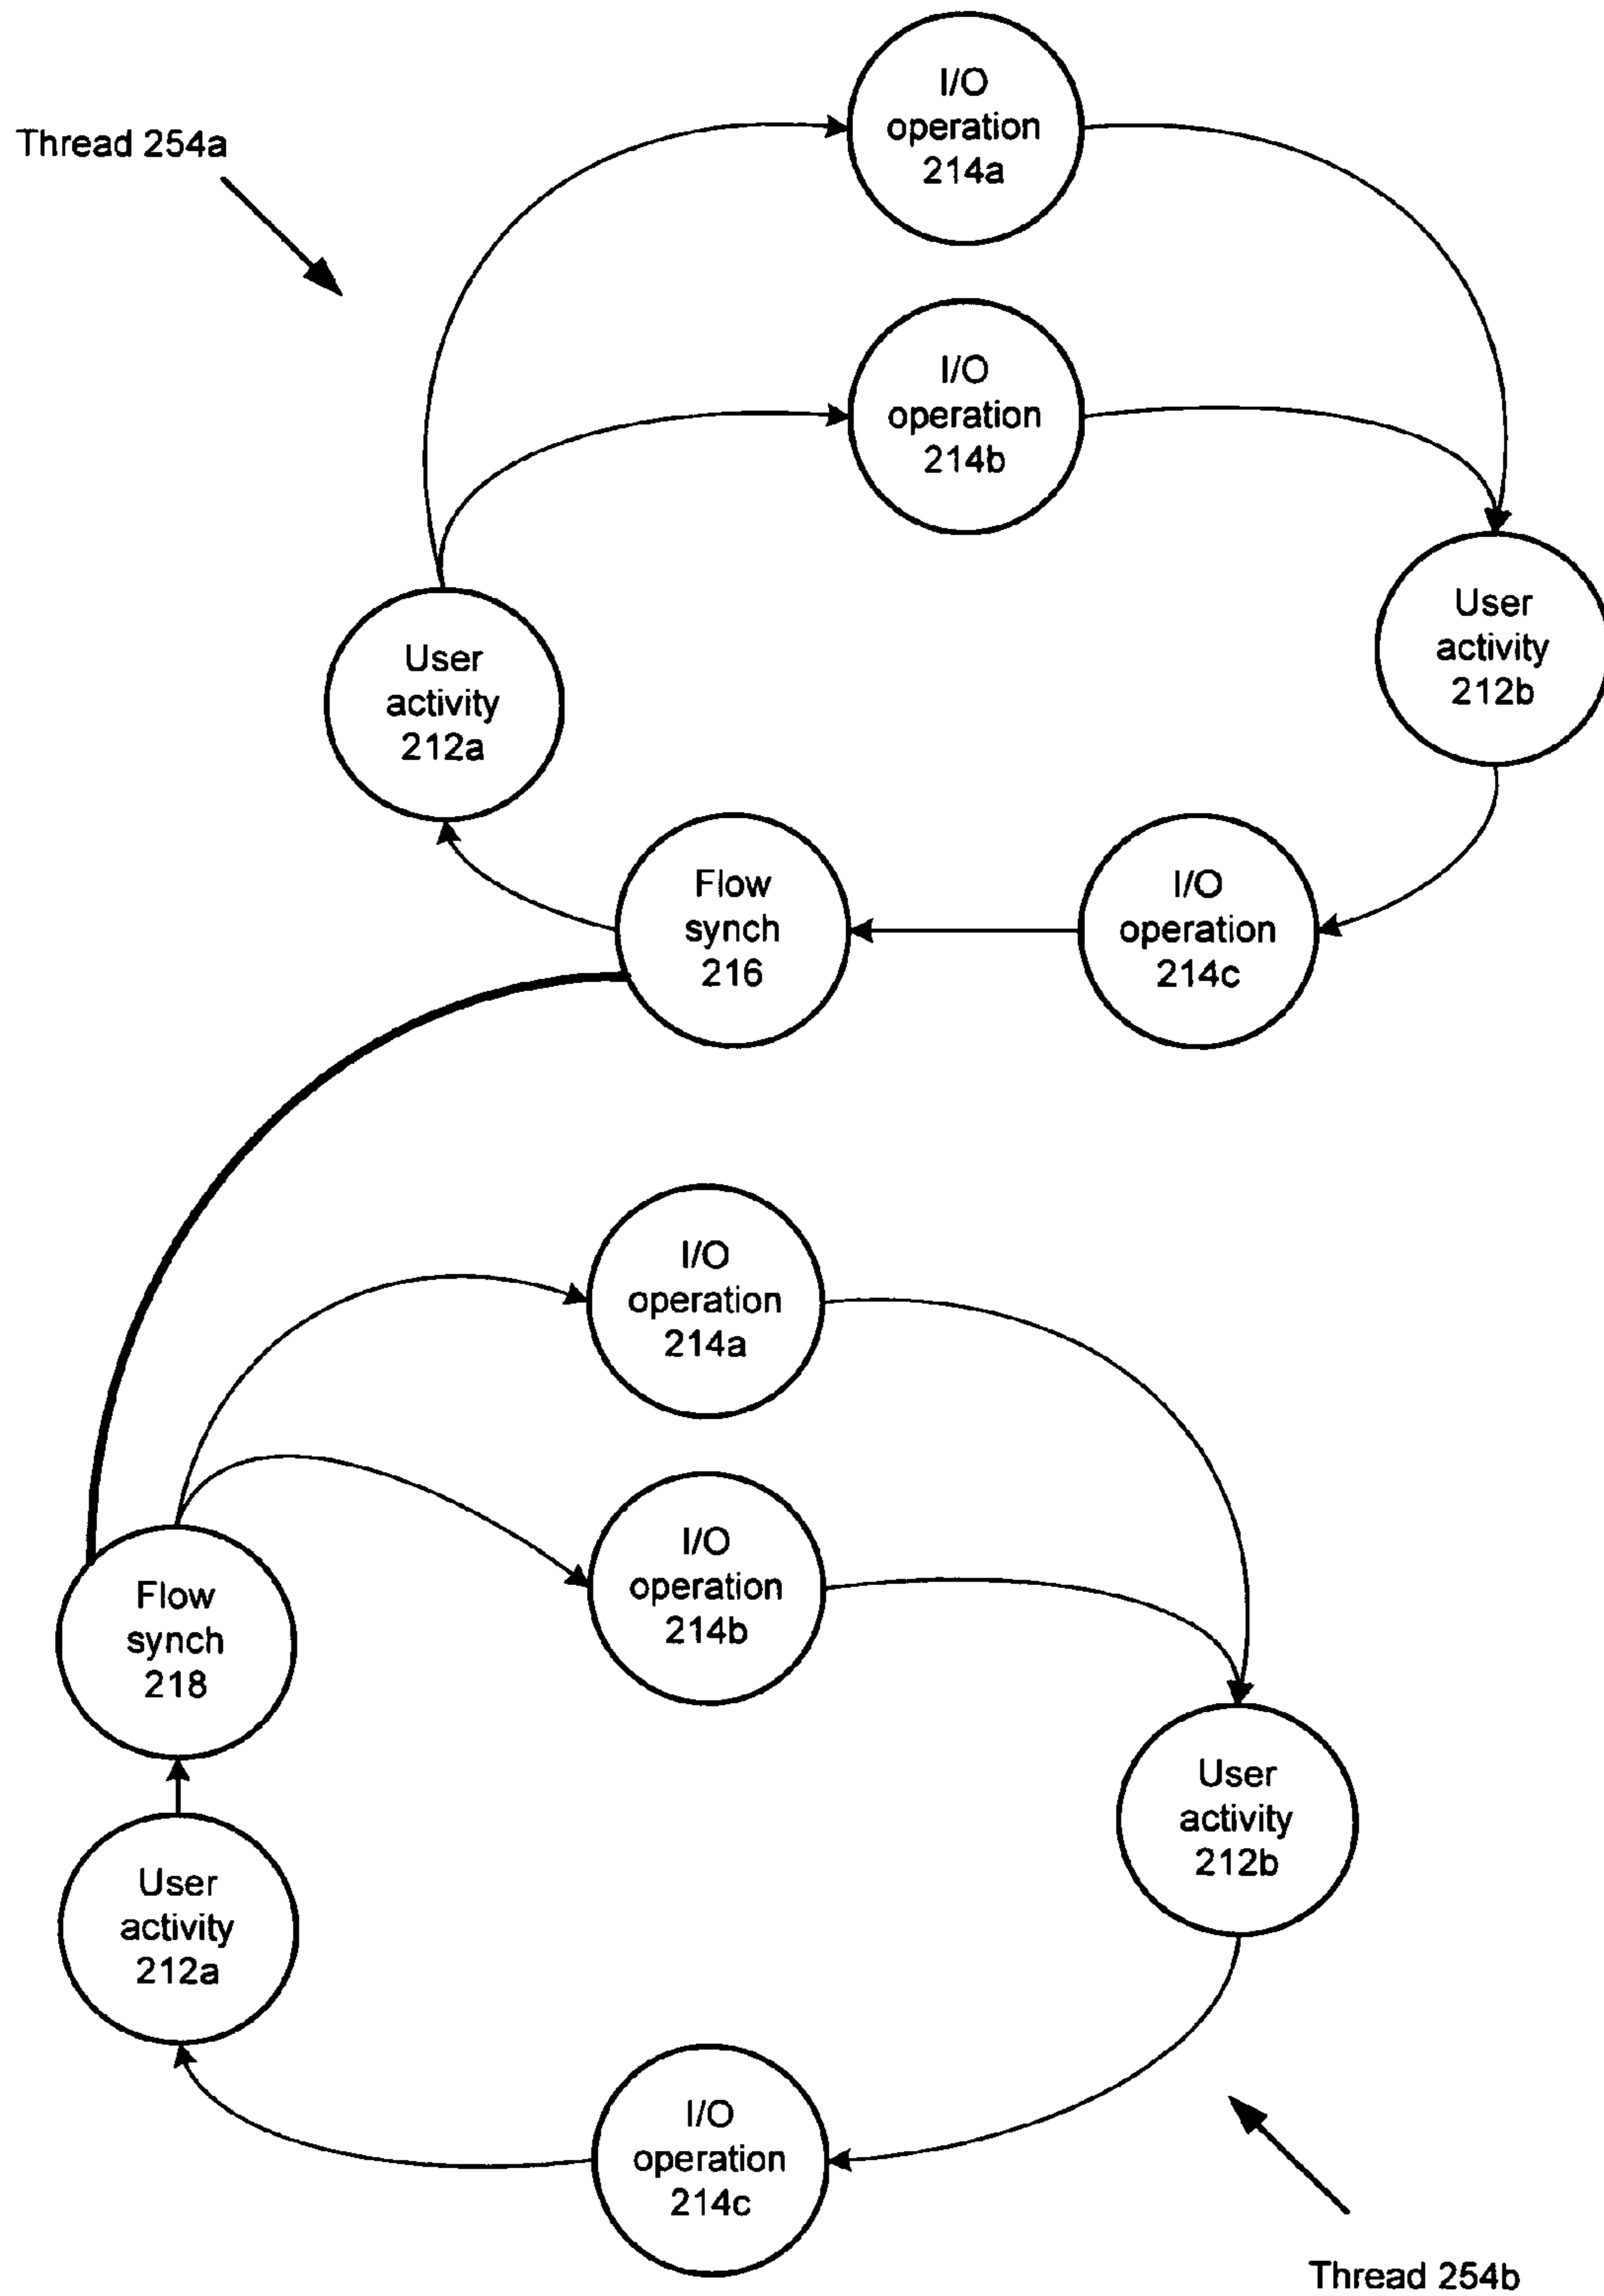 Thread 254a
I/O
operation
214a
I/O
operation
214b
User
activity
212b
User
activity
212a
Flow
synch
216
I/O
operation
214c
I/O
operation
214a
I/O
operation
214b
Flow
synch
218
User
activity
212b
User
activity
212a
I/O
operation
214c
Thread 254b